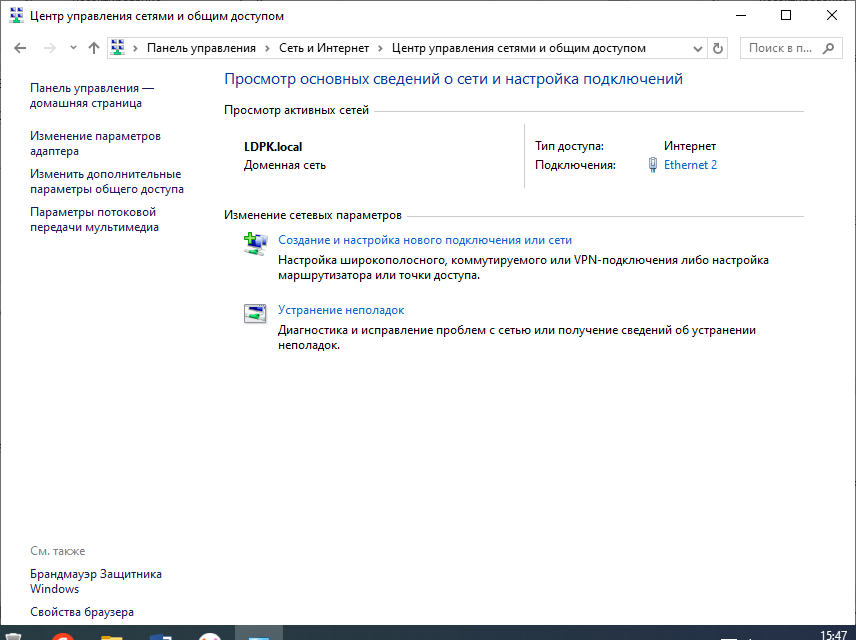 Центр управления сетями и общим доступом
Панель управления
Сеть и Интернет
Центр управления сетями и общим доступом
Поиск в п...
Панель управления —
домашняя страница
Изменение параметров
адаптера
Изменить дополнительные
параметры общего доступа
Параметры потоковой
передачи мультимедиа
Просмотр основных сведений о сети и настройка подключений
Просмотр активных сетей
LDPK.local
Доменная сеть
Тип доступа: Интернет
Подключения: Ethernet 2
Изменение сетевых параметров
Создание и настройка нового подключения или сети
Настройка широкополосного, коммутируемого или VPN-подключения либо настройка
маршрутизатора или точки доступа.
Устранение неполадок
Диагностика и исправление проблем с сетью или получение сведений об устранении
неполадок.
См. также
Брандмауэр Защитника
Windows
Свойства браузера
15:47